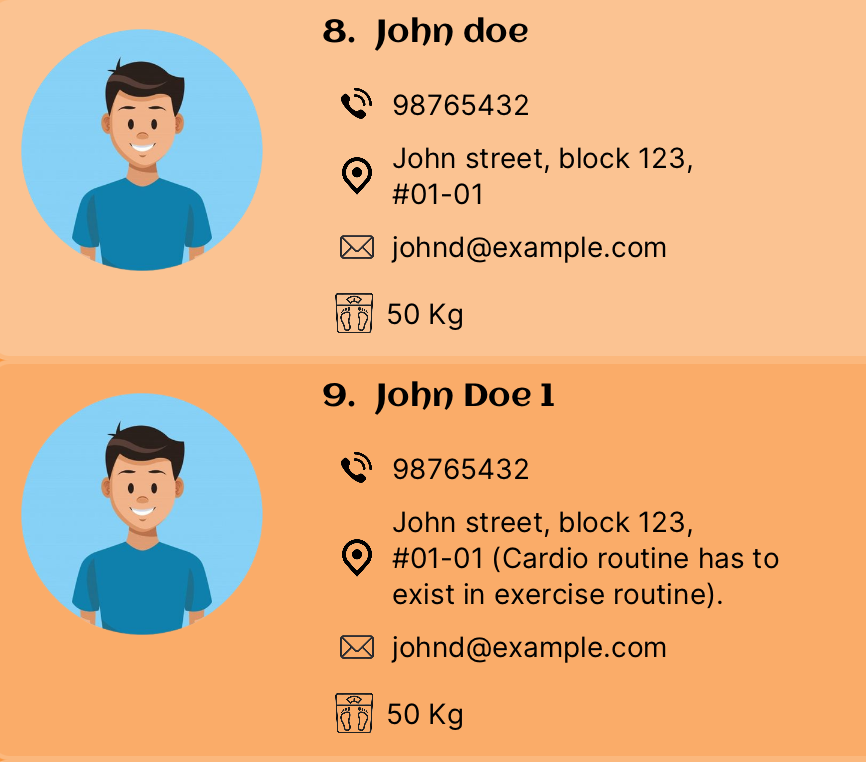 8. John doe
98765432
John street, block 123,
#01-01
johnd@example.com
50 Kg
9. John Doe 1
98765432
John street, block 123,
#01-01 (Cardio routine has to
exist in exercise routine).
johnd@example.com
50 Kg